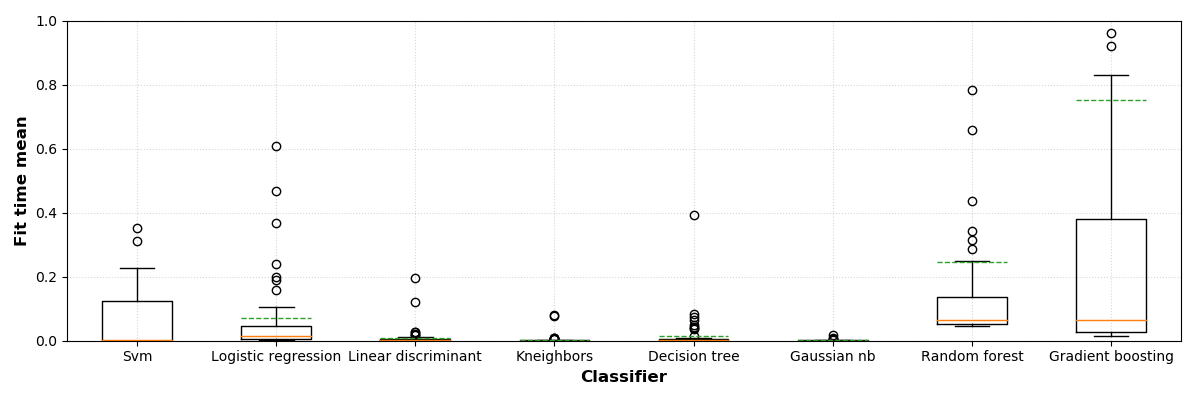 Fit time mean
1.0
0.8
0.6
0.4
0.2
0.0
Svm Logistic regression Linear discriminant Kneighbors Decision tree Gaussian nb Random forest Gradient boosting
Classifier